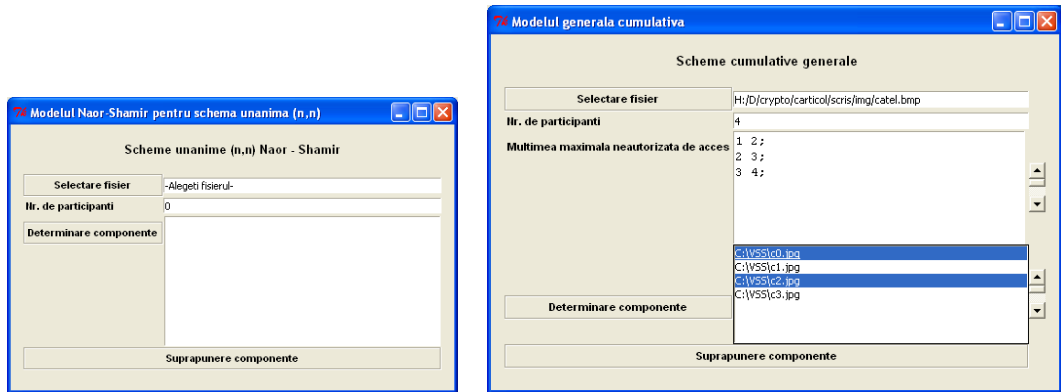 Modelul Naor-Shamir pentru schema unanima (n,n)
Scheme unanime (n,n) Naor - Shamir
Selectare fisier
-Alegeti fisierul-
Nr. de participanti
0
Determinare componente
Suprapunere componente
Modelul generala cumulativa
Scheme cumulative generale
Selectare fisier
H:/D/crypto/carticol/scris/img/catel.bmp
Nr. de participanti
4
Multimea maximala neautorizata de acces
1 2;
2 3;
3 4;
C:\VSS\c0.jpg
C:\VSS\c1.jpg
C:\VSS\c2.jpg
C:\VSS\c3.jpg
Determinare componente
Suprapunere componente